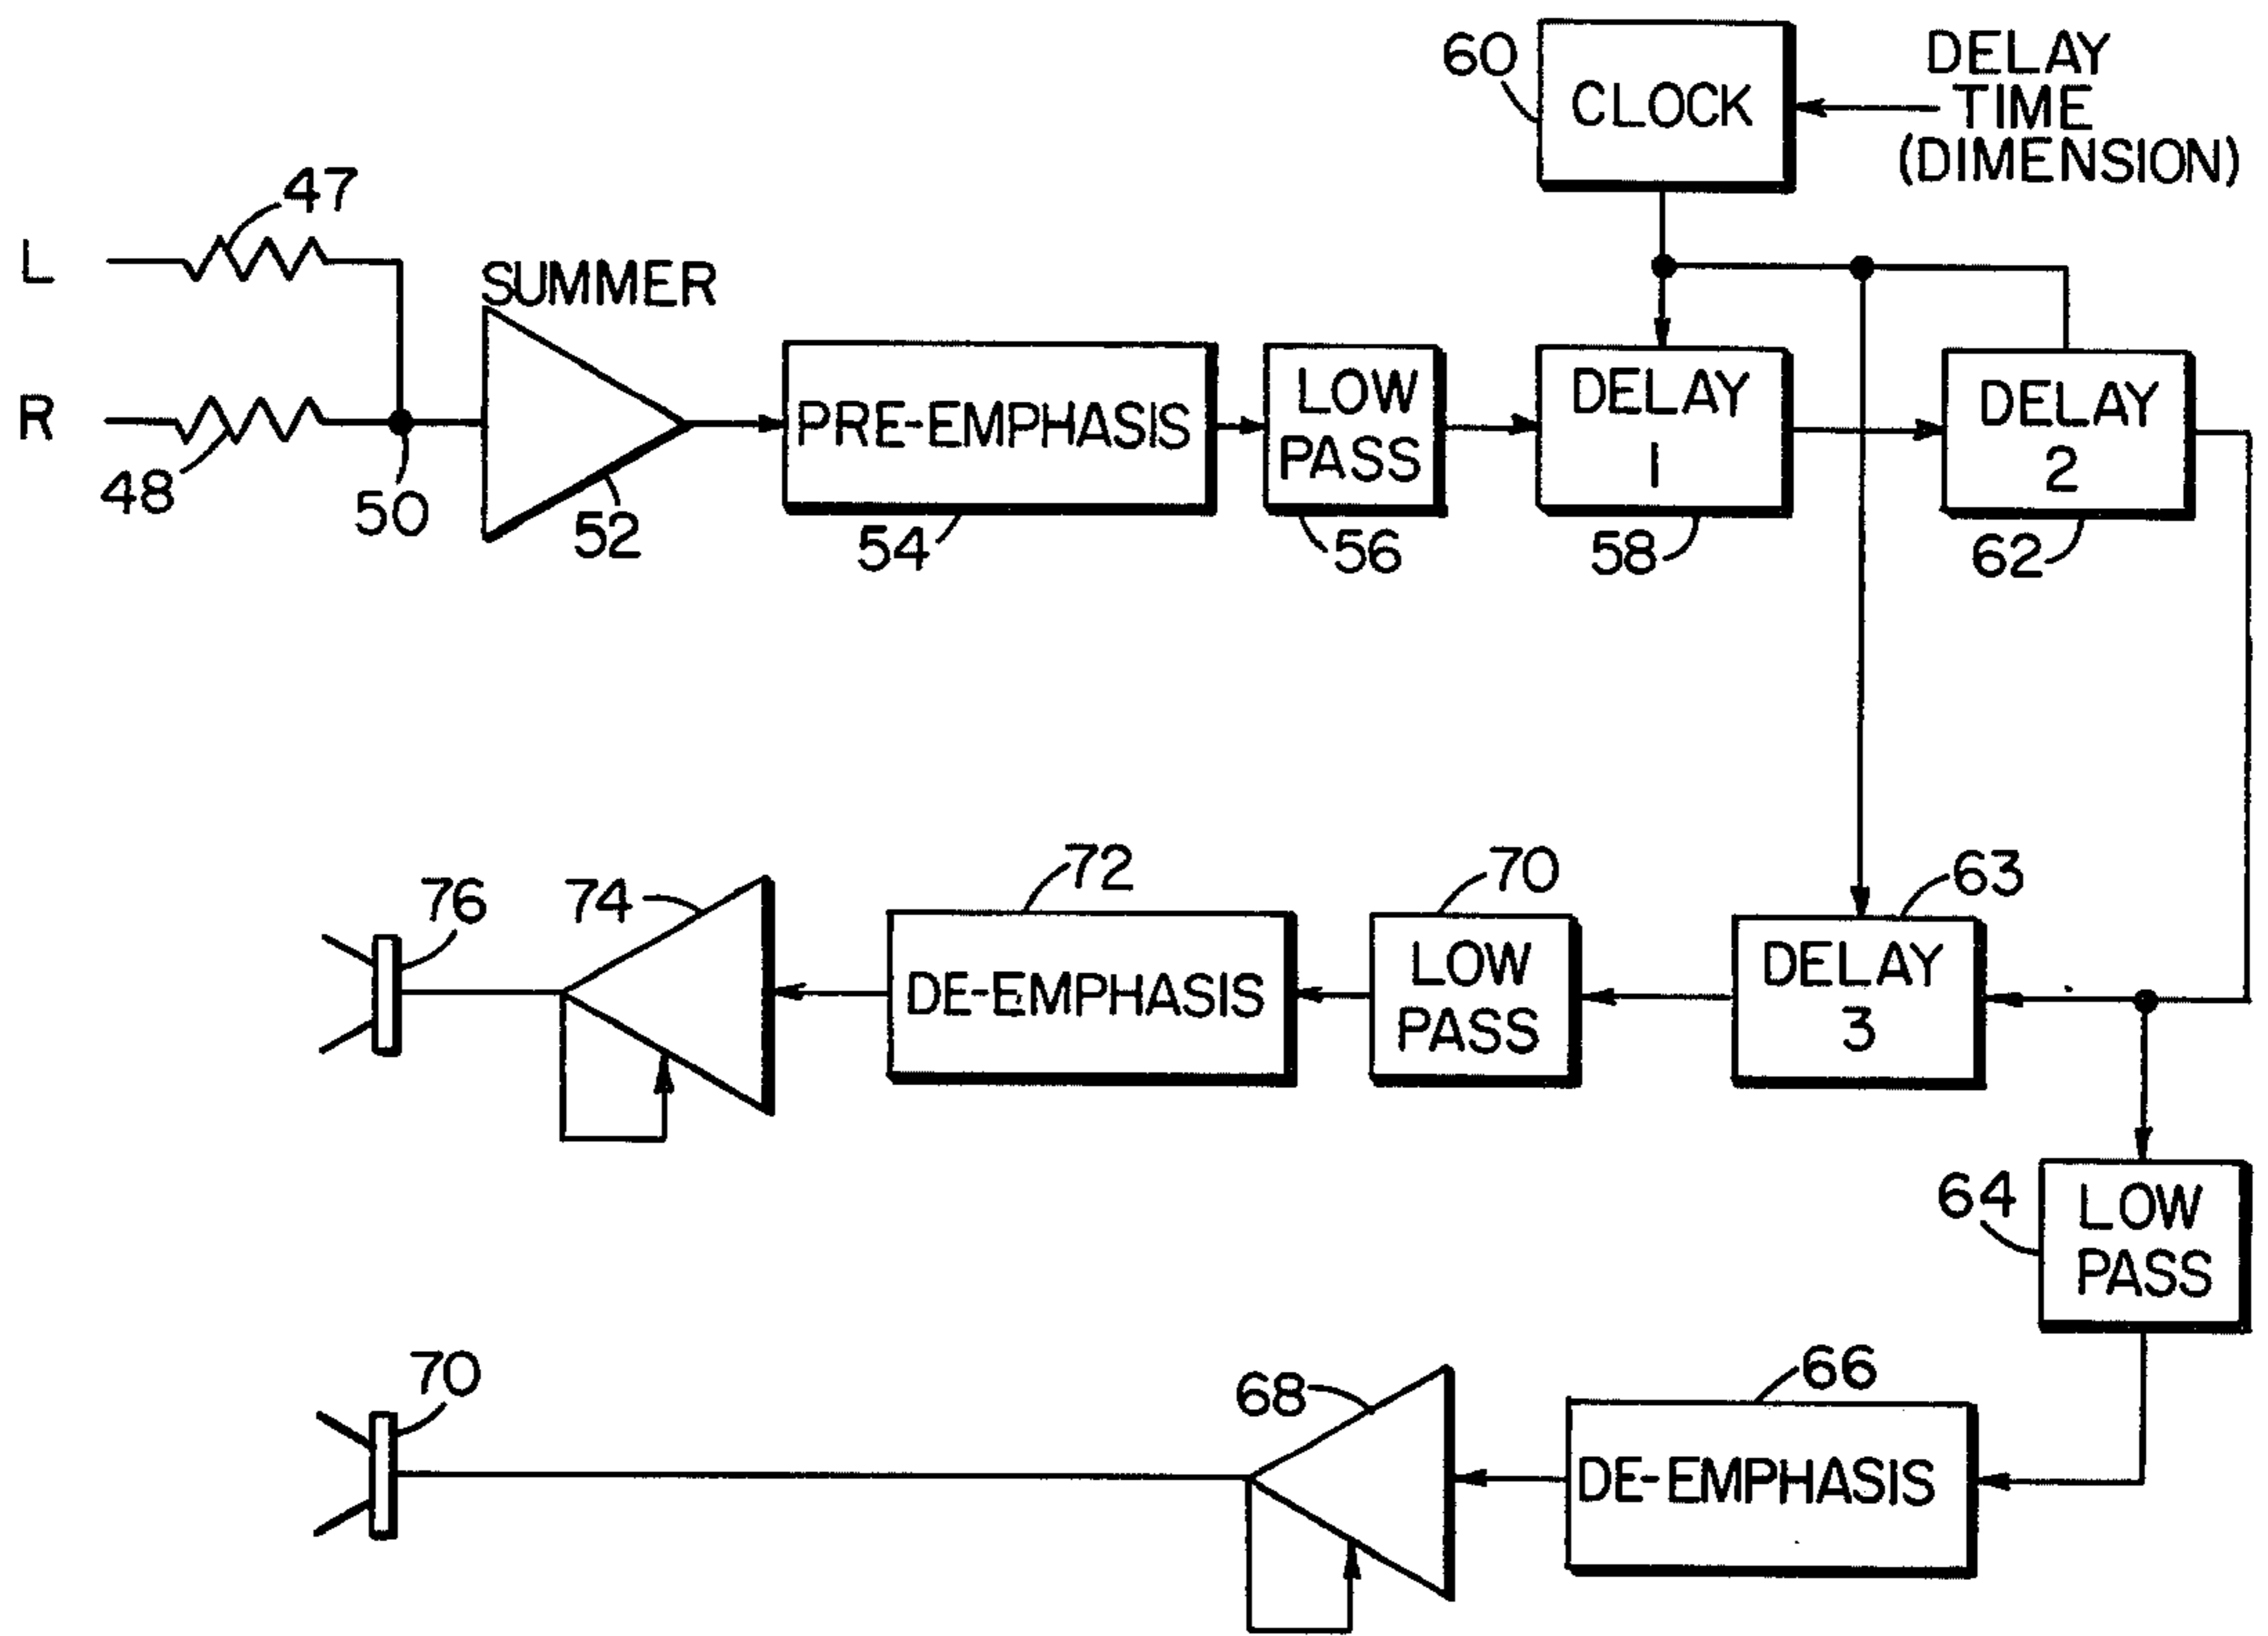 60
CLOCK
DELAY
TIME
(DIMENSION)
47
L
SUMMER
R
48
50
52
PRE-EMPHASIS
54
LOW
PASS
56
DELAY
1
58
DELAY
2
62
76
74
72
DE-EMPHASIS
70
LOW
PASS
63
DELAY
3
64
LOW
PASS
70
68
66
DE-EMPHASIS